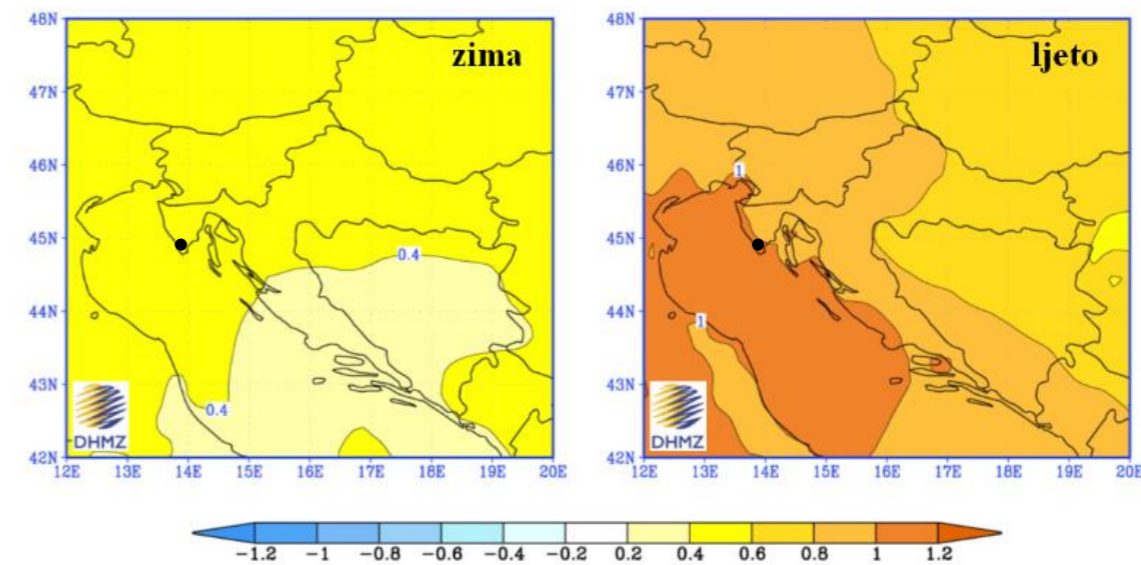 zima
ljeto
48N
47N
46N
45N
44N
43N
42N
12E 13E 14E 15E 16E 17E 18E 19E 20E
0.4
0.4
DHMZ
48N
47N
46N
45N
44N
43N
42N
12E 13E 14E 15E 16E 17E 18E 19E 20E
1
1
DHMZ
-1.2 -1 -0.8 -0.6 -0.4 -0.2 0.2 0.4 0.6 0.8 1 1.2